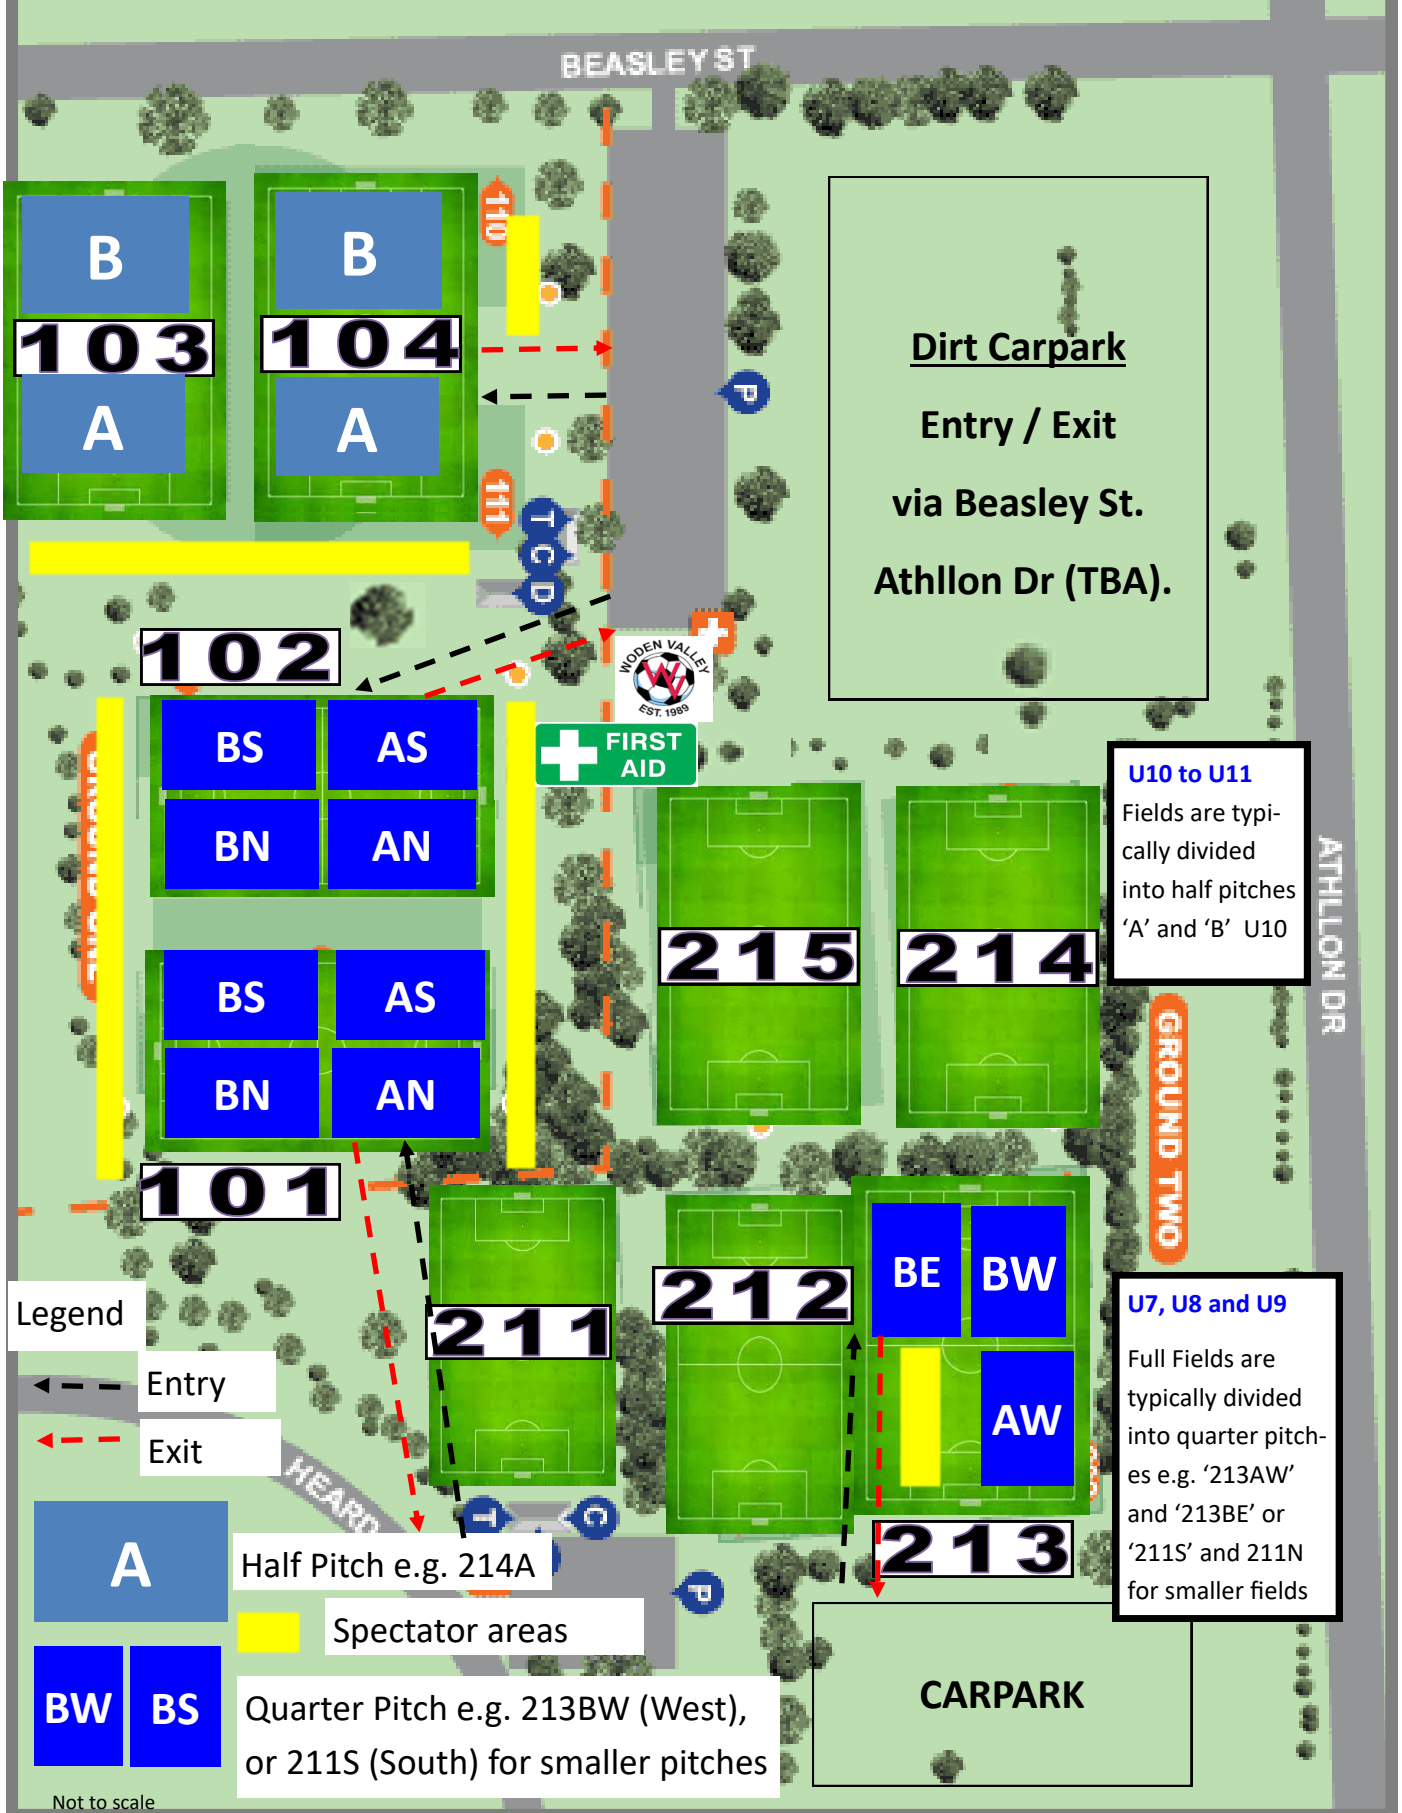 BEASLEY ST
B
B
110
103
104
A
A
111
P
T
C
D
Dirt Carpark
Entry / Exit
via Beasley St.
Athllon Dr (TBA).
102
WODEN VALLEY
EST. 1989
FIRST
AID
BS
AS
BN
AN
215
214
U10 to U11
Fields are typi-
cally divided
into half pitches
‘A’ and ‘B’ U10
ATHLLON DR
GROUND TWO
BS
AS
BN
AN
101
211
212
BE
BW
AW
213
U7, U8 and U9
Full Fields are
typically divided
into quarter pitch-
es e.g. ‘213AW’
and ‘213BE’ or
‘211S’ and 211N
for smaller fields
Legend
Entry
Exit
HEARD
T
C
P
A
Half Pitch e.g. 214A
Spectator areas
BW
BS
Quarter Pitch e.g. 213BW (West),
or 211S (South) for smaller pitches
CARPARK
Not to scale